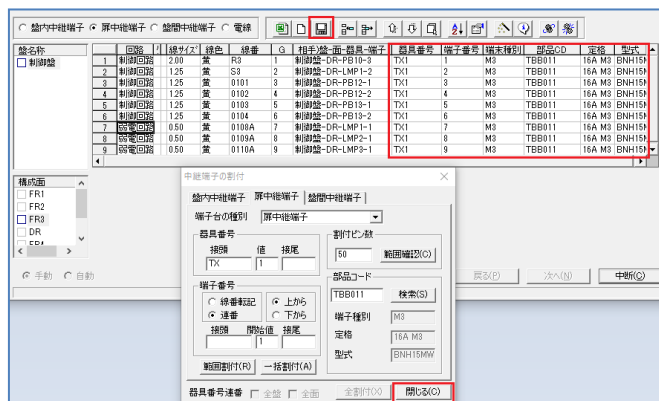 盤内中継端子 扉中継端子 盤間中継端子 電線
盤名称 回路 線サイズ 線色 線番 G 相手)盤-面-器具-端子 器具番号 端子番号 端末種別 部品CD 定格 型式
制御盤 1 制御回路 2.00 黄 R3 1 制御盤-DR-PB10-3 TX1 1 M3 TBB011 16A M3 BNH15M
2 制御回路 1.25 黄 S3 2 制御盤-DR-LMP1-2 TX1 2 M3 TBB011 16A M3 BNH15M
3 制御回路 1.25 黄 0101 3 制御盤-DR-PB12-1 TX1 3 M3 TBB011 16A M3 BNH15M
4 制御回路 1.25 黄 0102 4 制御盤-DR-PB12-2 TX1 4 M3 TBB011 16A M3 BNH15M
5 制御回路 1.25 黄 0103 5 制御盤-DR-PB13-1 TX1 5 M3 TBB011 16A M3 BNH15M
6 制御回路 1.25 黄 0104 6 制御盤-DR-PB13-2 TX1 6 M3 TBB011 16A M3 BNH15M
7 弱電回路 0.50 黄 0108A 7 制御盤-DR-LMP1-1 TX1 7 M3 TBB011 16A M3 BNH15M
8 弱電回路 0.50 黄 0109A 8 制御盤-DR-LMP2-1 TX1 8 M3 TBB011 16A M3 BNH15M
9 弱電回路 0.50 黄 0110A 9 制御盤-DR-LMP3-1 TX1 9 M3 TBB011 16A M3 BNH15M
構成面
FR1
FR2
FR3
DR
FR4
手動 自動
戻る(P) 次へ(N) 中断(C)
中継端子の割付
盤内中継端子 扉中継端子 盤間中継端子
端子台の種別 扉中継端子
器具番号
接頭 値 接尾
TX 1
割付ピン数
50 範囲確認(C)
端子番号
線番転記 上から
連番 下から
接頭 開始値 接尾
1
範囲割付(R) 一括割付(A)
部品コード
TBB011 検索(S)
端子種別 M3
定格 16A M3
型式 BNH15MW
器具番号連番 全盤 全面 全割付(X) 閉じる(C)